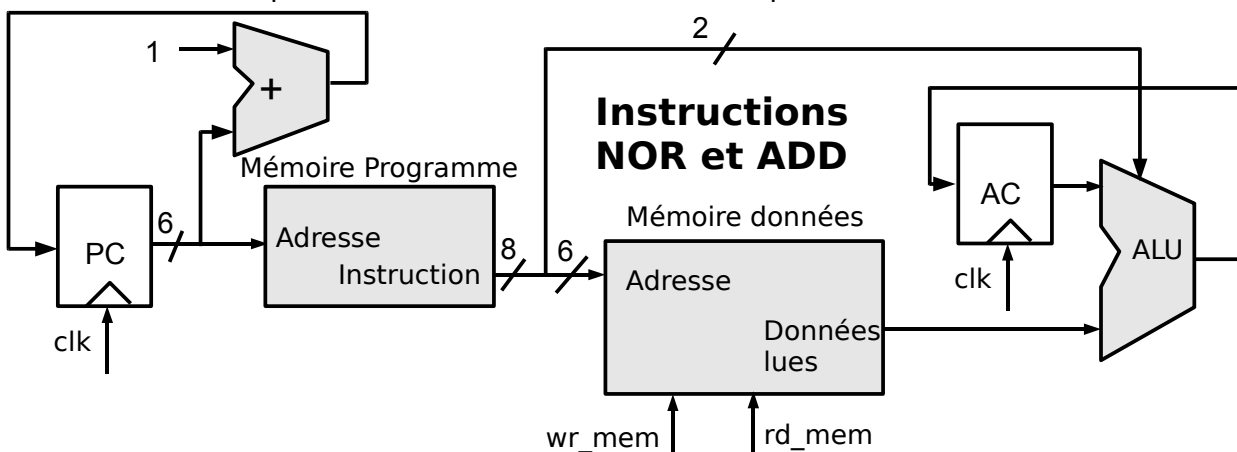 2
1
+
Instructions
NOR et ADD
Mémoire Programme
6
PC
Adresse
Instruction
8
6
Mémoire données
Adresse
Données
lues
AC
ALU
clk
clk
wr_mem
rd_mem